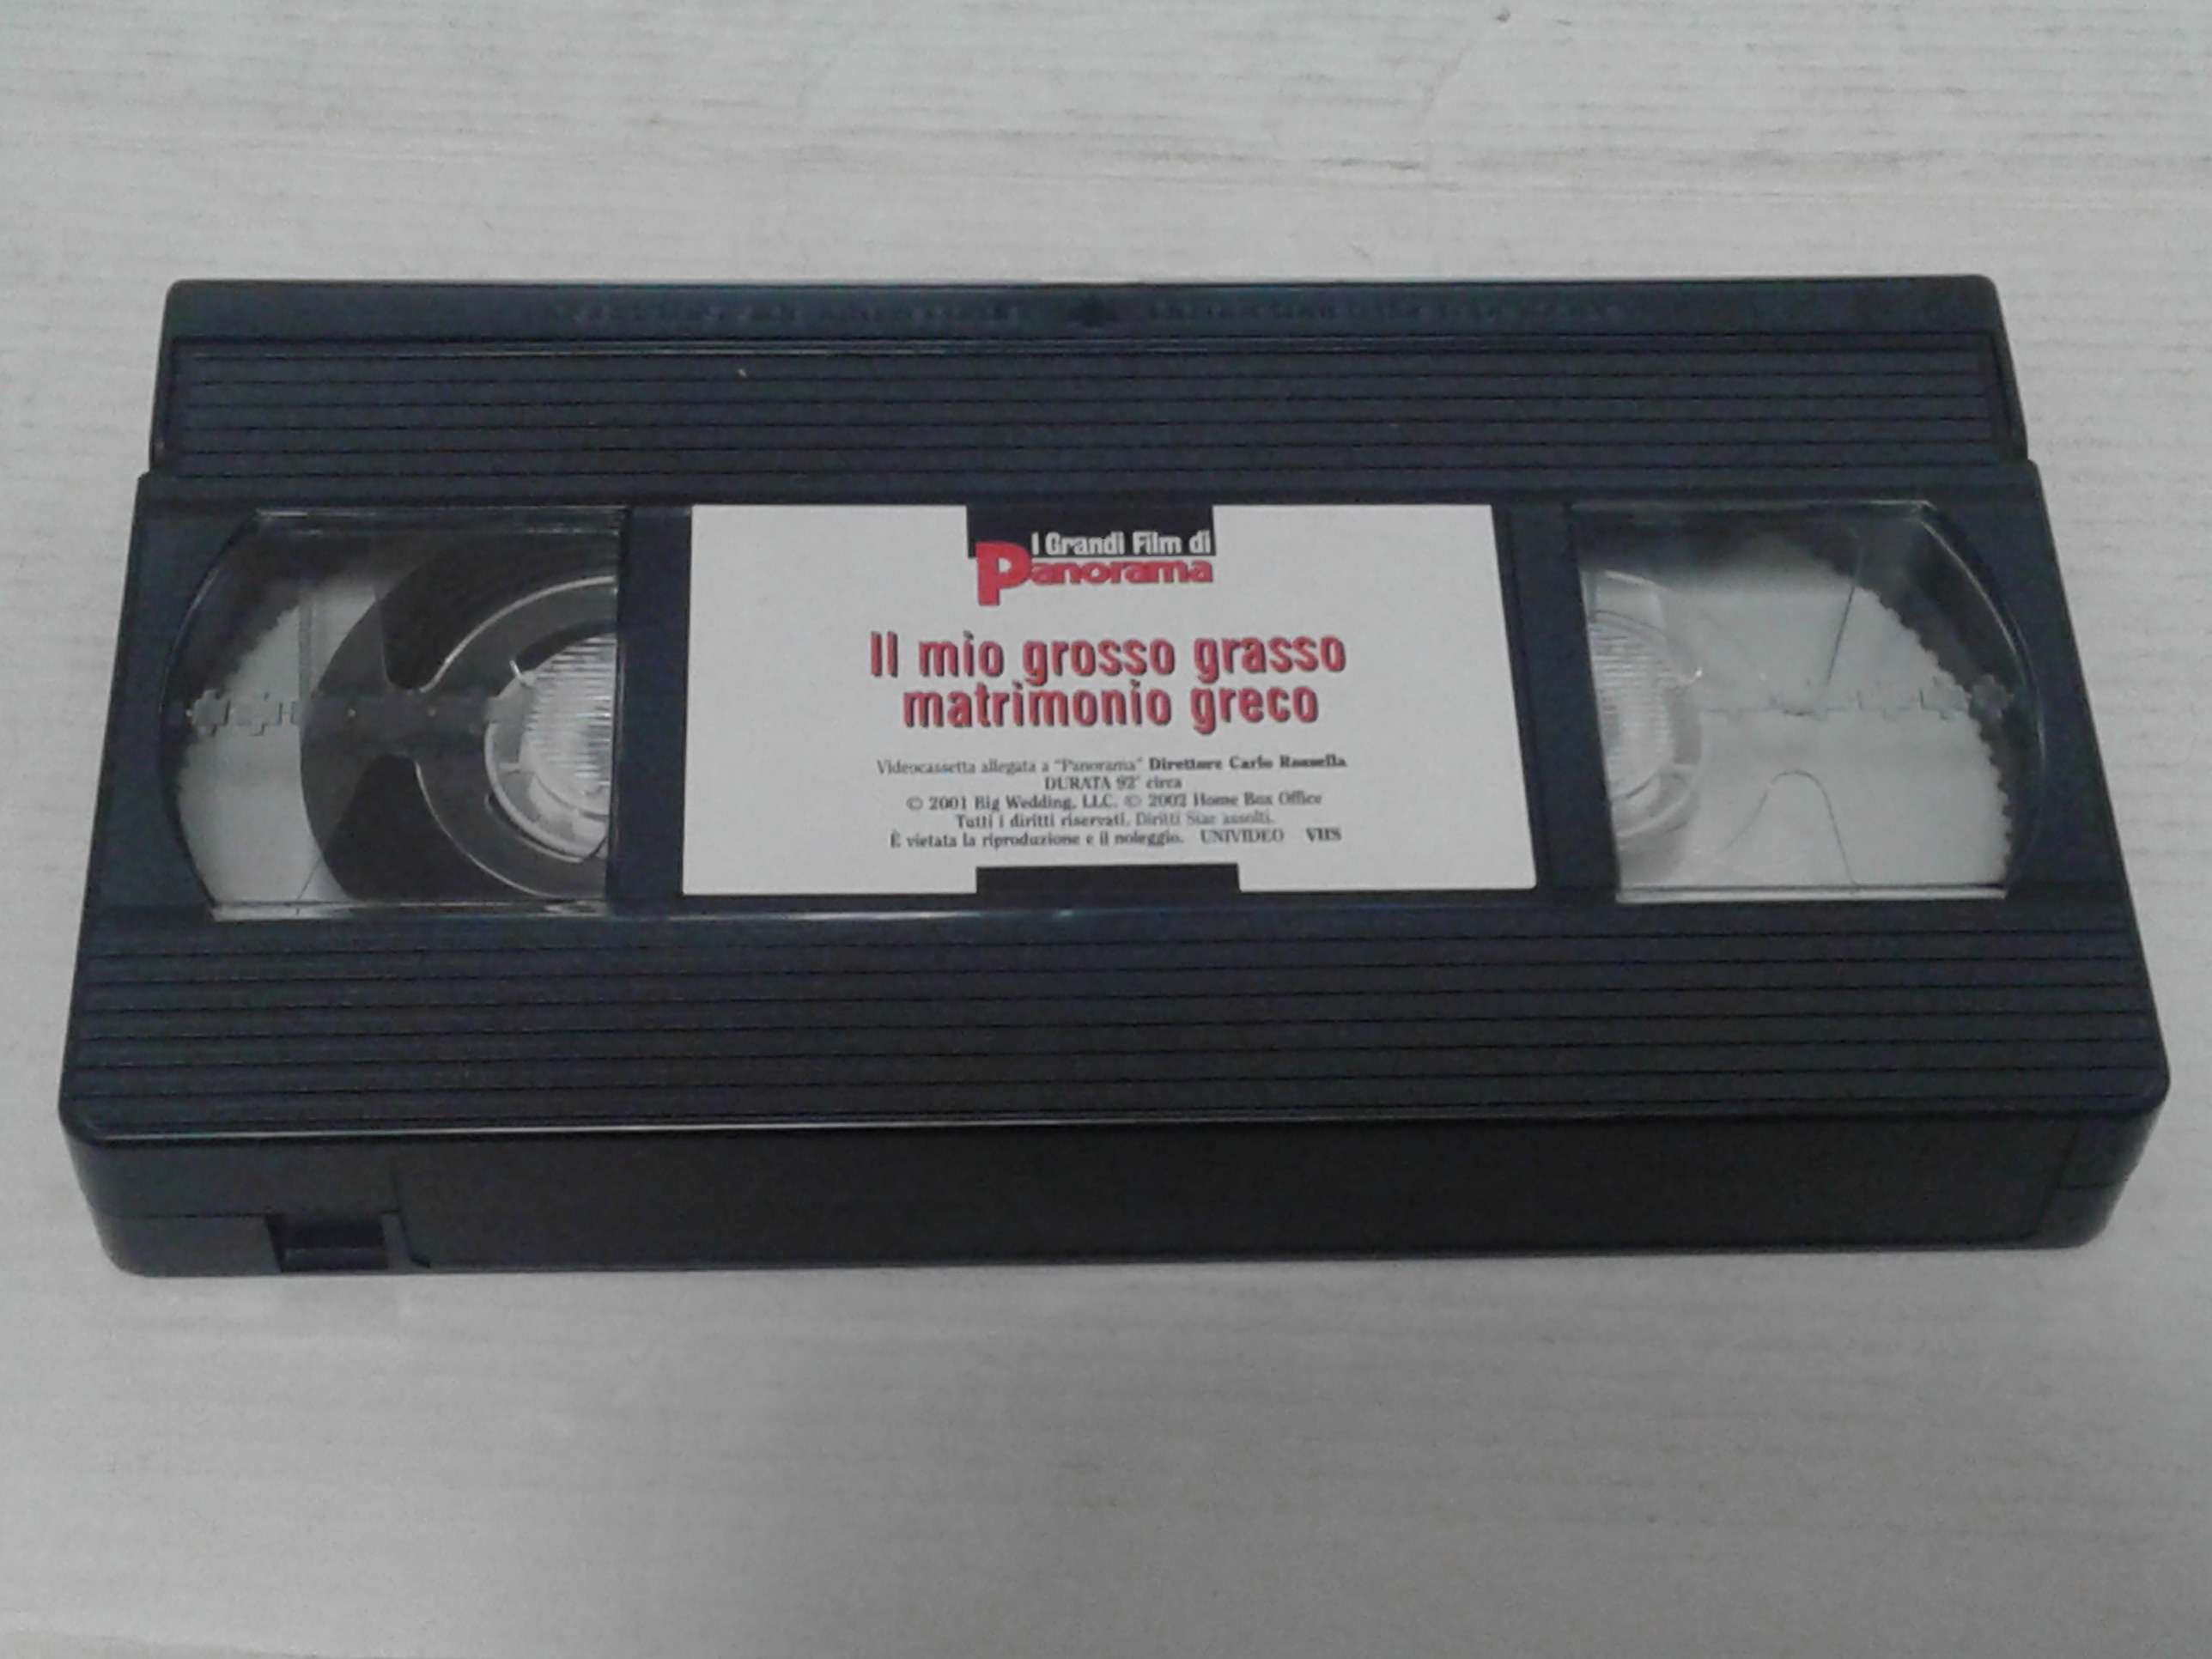 I Grandi Film di
Panorama
Il mio grosso grasso
matrimonio greco
Videocassetta allegata a "Panorama" Direttore Carlo Rossella
DURATA 92' circa
© 2001 Big Wedding, LLC. © 2002 Home Box Office
Tutti i diritti riservati. Diritti Siae assolti.
È vietata la riproduzione e il noleggio. UNIVIDEO VHS